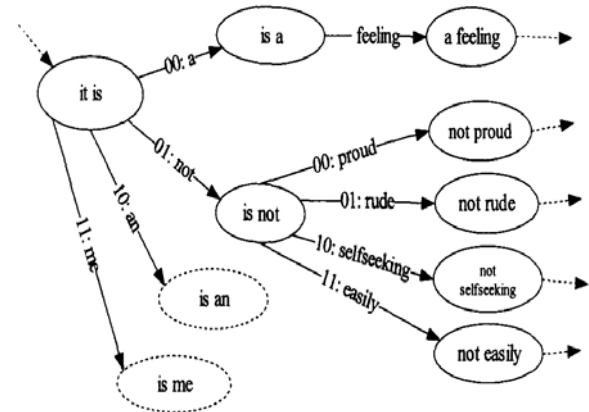 is a
feeling
a feeling
00: a
it is
01: not
not proud
00: proud
is not
01: rude
not rude
10: an
10: selfseeking
not
selfseeking
11: me
11: easily
is an
not easily
is me